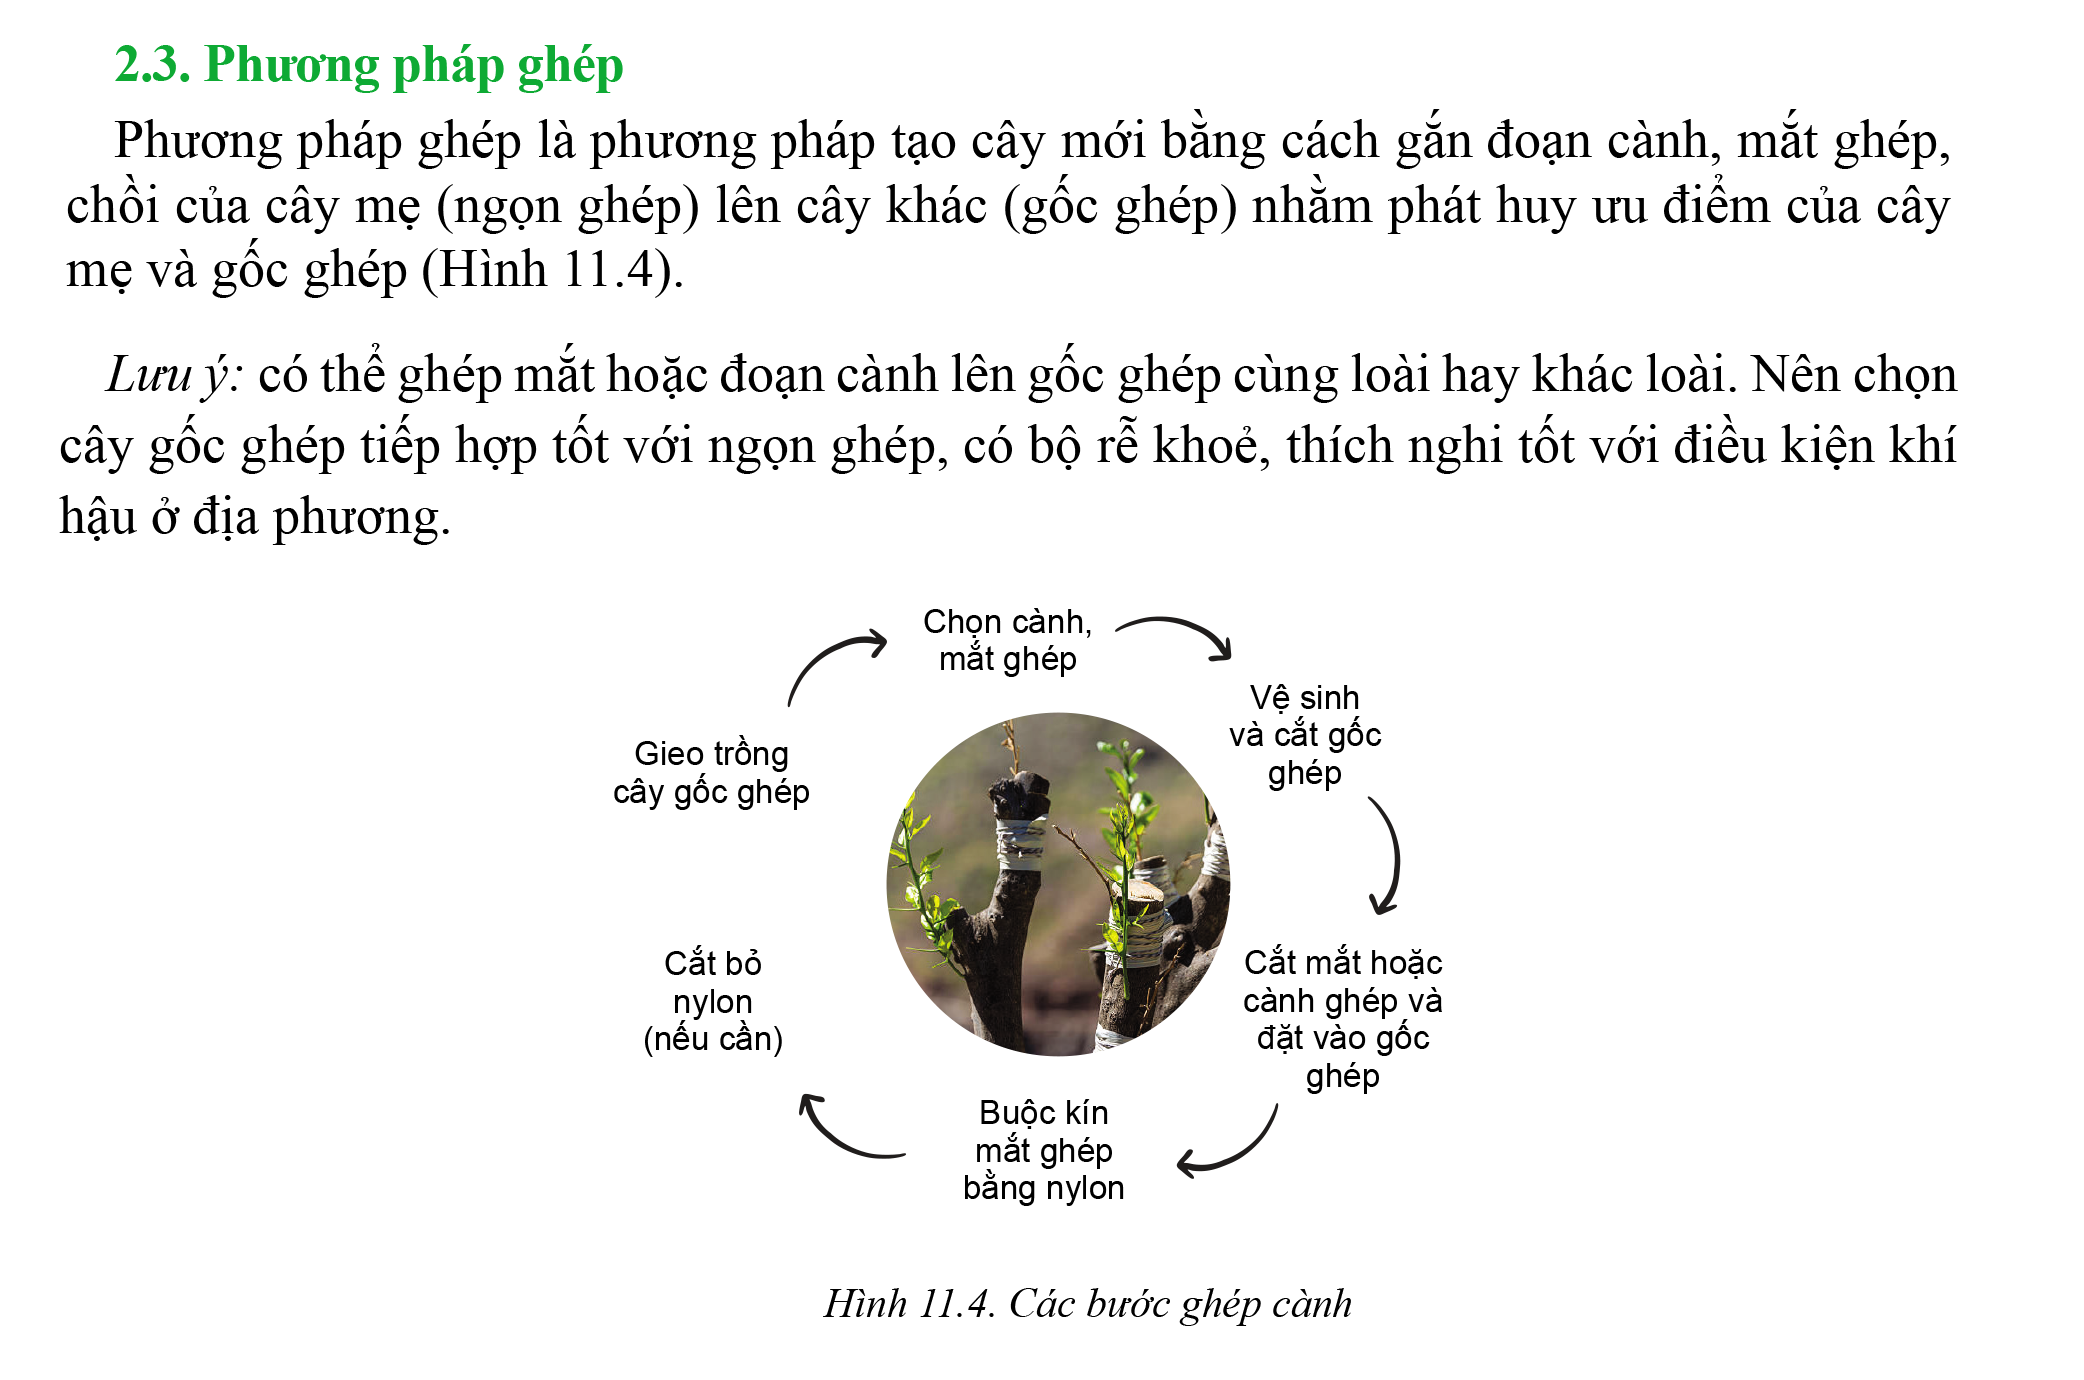 2.3. Phương pháp ghép
Phương pháp ghép là phương pháp tạo cây mới bằng cách gắn đoạn cành, mắt ghép,
chồi của cây mẹ (ngọn ghép) lên cây khác (gốc ghép) nhằm phát huy ưu điểm của cây
mẹ và gốc ghép (Hình 11.4).
Lưu ý: có thể ghép mắt hoặc đoạn cành lên gốc ghép cùng loài hay khác loài. Nên chọn
cây gốc ghép tiếp hợp tốt với ngọn ghép, có bộ rễ khoẻ, thích nghi tốt với điều kiện khí
hậu ở địa phương.
Gieo trồng
cây gốc ghép
Chọn cành,
mắt ghép
Vệ sinh
và cắt gốc
ghép
Cắt mắt hoặc
cành ghép và
đặt vào gốc
ghép
Buộc kín
mắt ghép
bằng nylon
Cắt bỏ
nylon
(nếu cần)
Hình 11.4. Các bước ghép cành